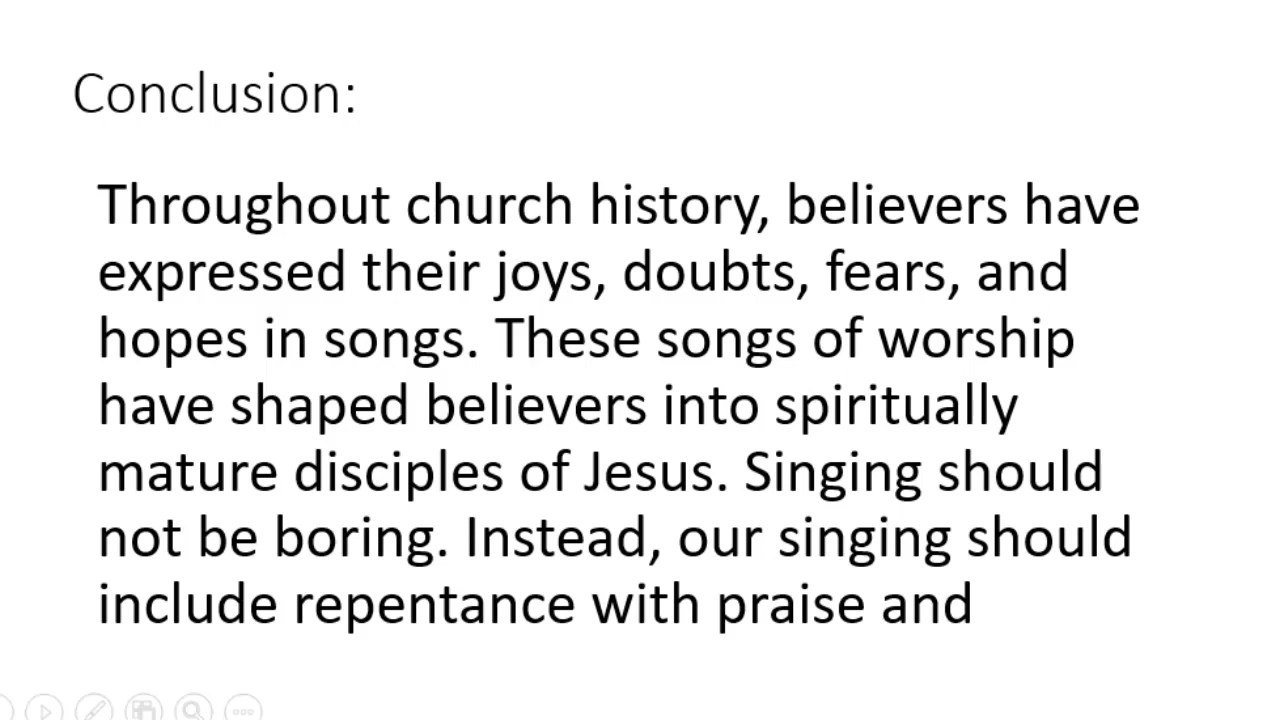 Conclusion:
Throughout church history, believers have
expressed their joys, doubts, fears, and
hopes in songs. These songs of worship
have shaped believers into spiritually
mature disciples of Jesus. Singing should
not be boring. Instead, our singing should
include repentance with praise and